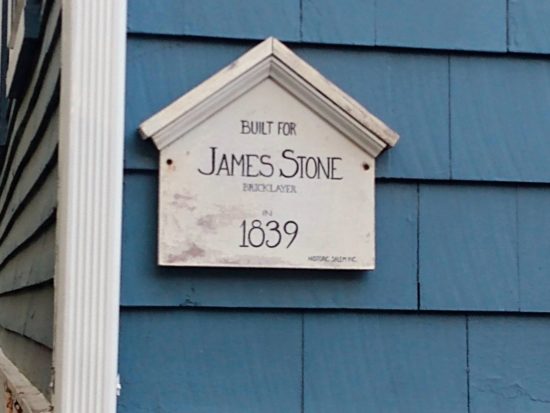 BUILT FOR
JAMES STONE
BRICKLAYER
IN
1839
HISTORIC SALEM INC.